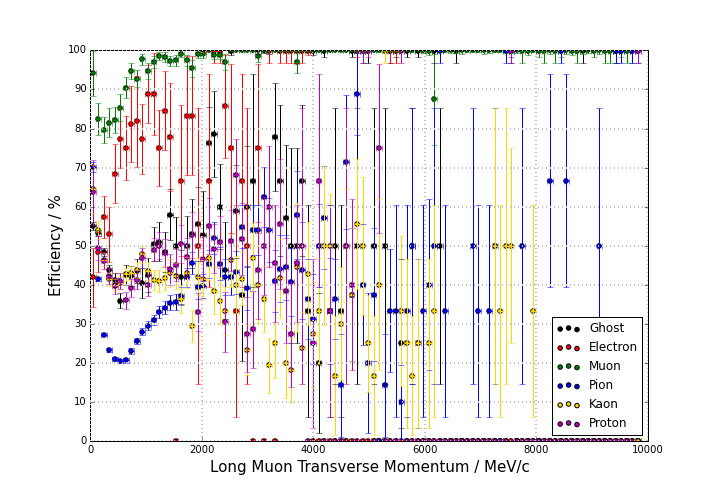 100
90
80
70
60
50
40
30
20
10
0
Efficiency / %
0 2000 4000 6000 8000 10000
Long Muon Transverse Momentum / MeV/c
Ghost
Electron
Muon
Pion
Kaon
Proton